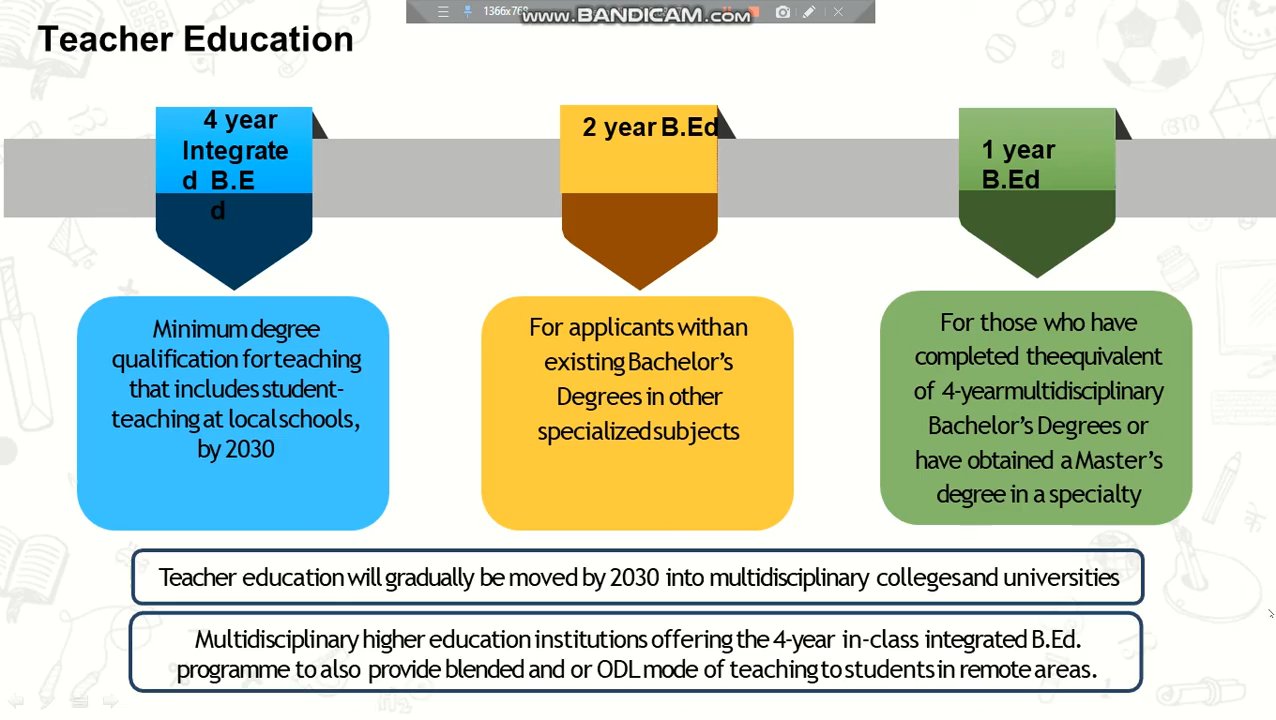 1366x768
www.BANDICAM.com
Teacher Education
4 year
Integrate
d B.E
d
2 year B.Ed
1 year
B.Ed
Minimum degree
qualification for teaching
that includes student-
teaching at local schools,
by 2030
For applicants with an
existing Bachelor's
Degrees in other
specialized subjects
For those who have
completed the equivalent
of 4-year multidisciplinary
Bachelor's Degrees or
have obtained a Master's
degree in a specialty
Teacher education will gradually be moved by 2030 into multidisciplinary colleges and universities
Multidisciplinary higher education institutions offering the 4-year in-class integrated B.Ed.
programme to also provide blended and or ODL mode of teaching to students in remote areas.